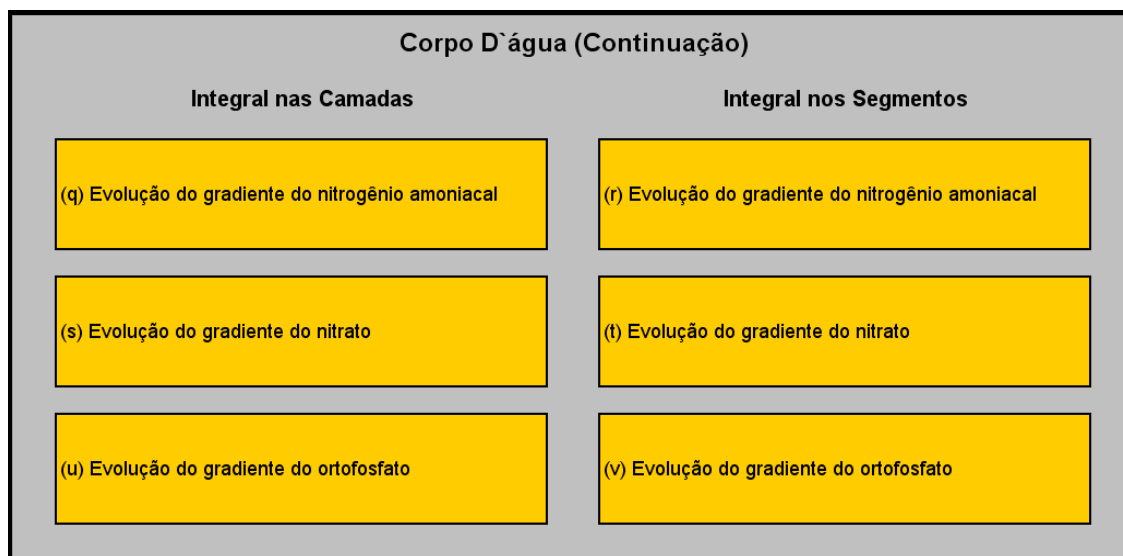 Corpo D`água (Continuação)
Integral nas Camadas
Integral nos Segmentos
(q) Evolução do gradiente do nitrogênio amoniacal
(r) Evolução do gradiente do nitrogênio amoniacal
(s) Evolução do gradiente do nitrato
(t) Evolução do gradiente do nitrato
(u) Evolução do gradiente do ortofosfato
(v) Evolução do gradiente do ortofosfato